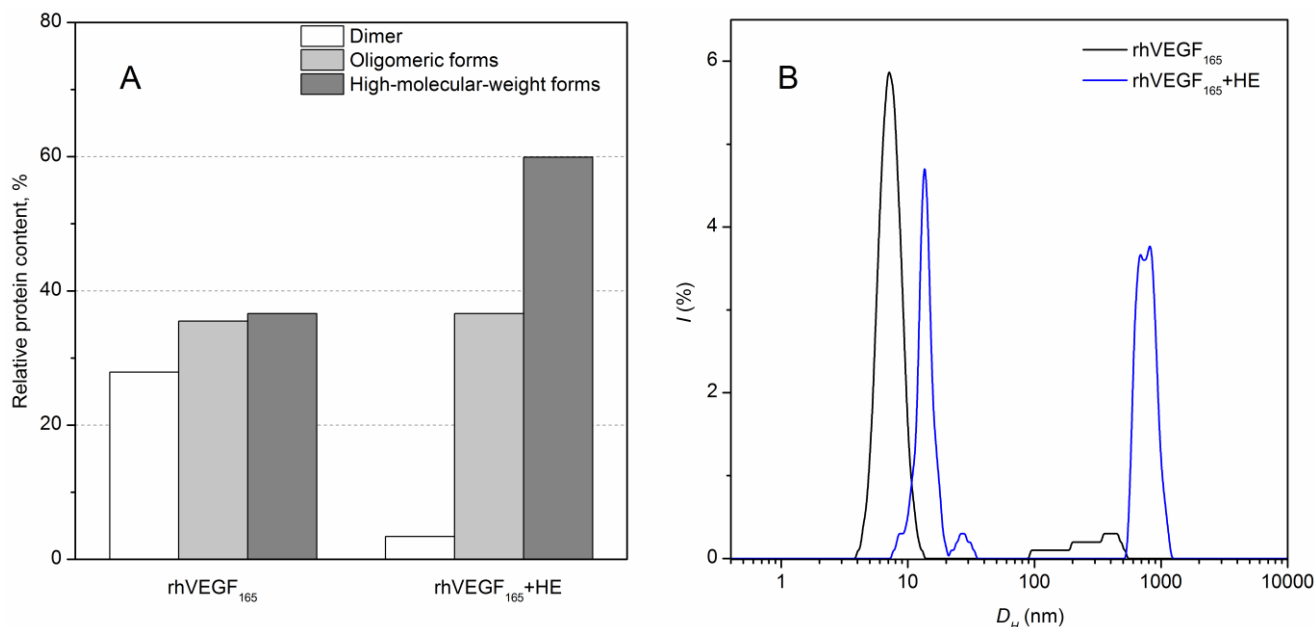 A
Dimer
Oligomeric forms
High-molecular-weight forms
Relative protein content, %
80
60
40
20
0
rhVEGF₁₆₅
rhVEGF₁₆₅+HE
B
rhVEGF₁₆₅
rhVEGF₁₆₅+HE
I (%)
6
4
2
0
1
10
100
1000
10000
D_H (nm)